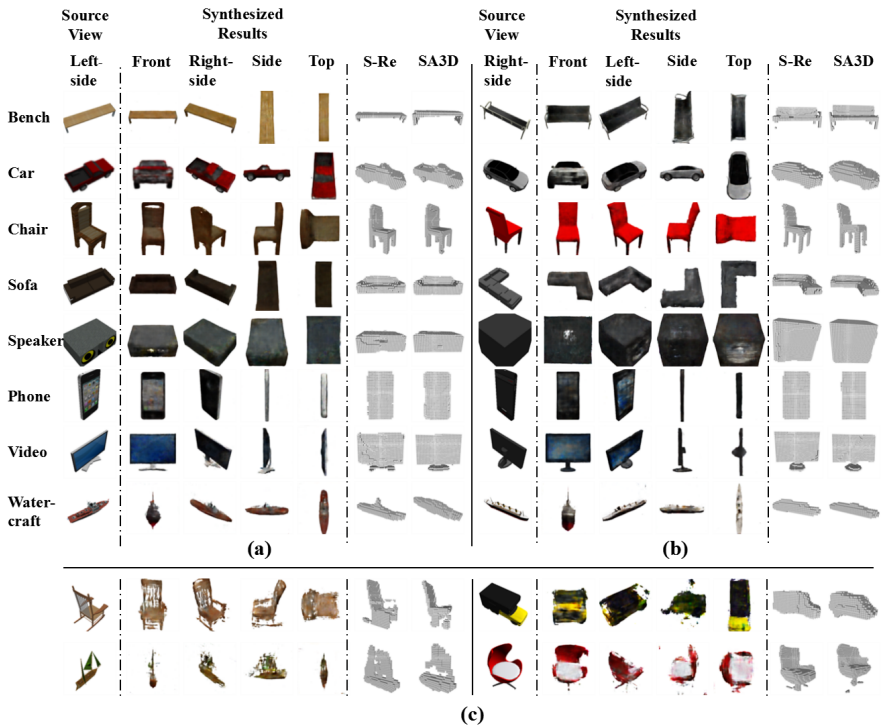 Source View
Synthesized Results
Source View
Synthesized Results
Left-side
Front
Right-side
Side
Top
S-Re
SA3D
Right-side
Front
Left-side
Side
Top
S-Re
SA3D
Bench
Car
Chair
Sofa
Speaker
Phone
Video
Water-craft
(a)
(b)
(c)